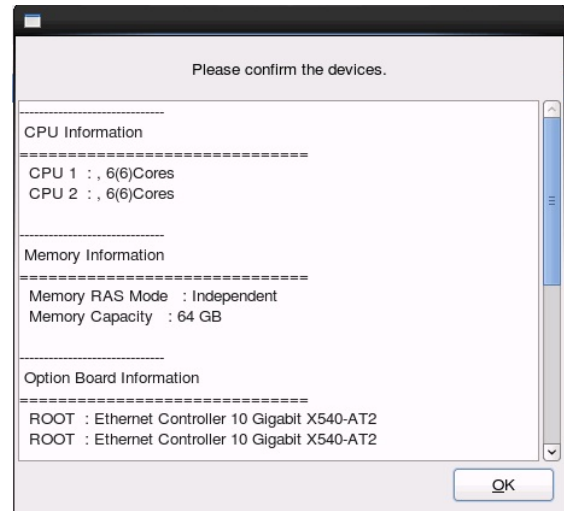 Please confirm the devices.
------------------------------
CPU Information
==============================
CPU 1 : , 6(6)Cores
CPU 2 : , 6(6)Cores
------------------------------
Memory Information
==============================
Memory RAS Mode : Independent
Memory Capacity : 64 GB
------------------------------
Option Board Information
==============================
ROOT : Ethernet Controller 10 Gigabit X540-AT2
ROOT : Ethernet Controller 10 Gigabit X540-AT2
OK